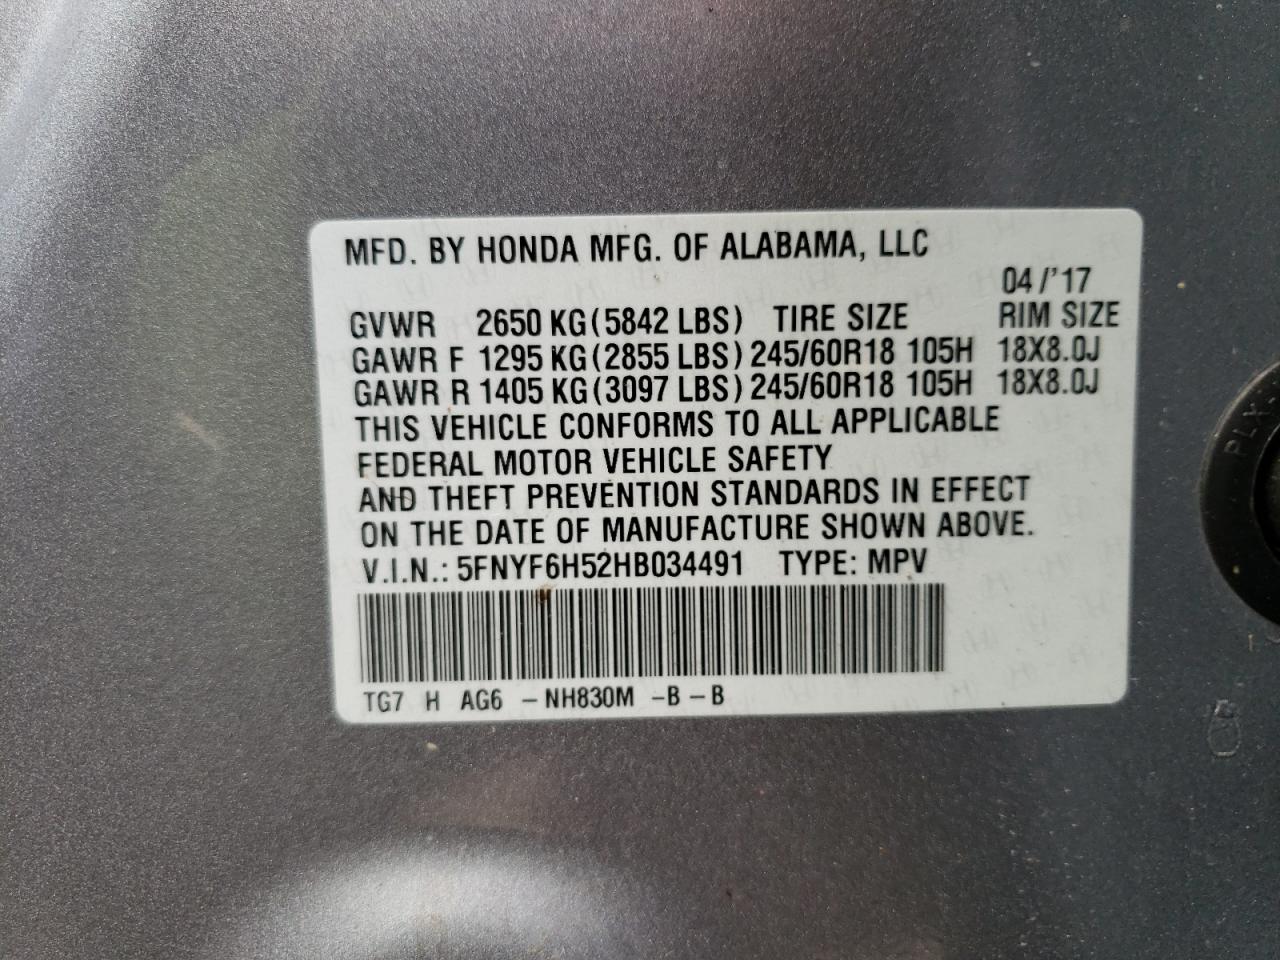 MFD. BY HONDA MFG. OF ALABAMA, LLC
04/'17
GVWR 2650 KG(5842 LBS) TIRE SIZE RIM SIZE
GAWR F 1295 KG(2855 LBS) 245/60R18 105H 18X8.0J
GAWR R 1405 KG(3097 LBS) 245/60R18 105H 18X8.0J
THIS VEHICLE CONFORMS TO ALL APPLICABLE
FEDERAL MOTOR VEHICLE SAFETY
AND THEFT PREVENTION STANDARDS IN EFFECT
ON THE DATE OF MANUFACTURE SHOWN ABOVE.
V.I.N.: 5FNYF6H52HB034491 TYPE: MPV
TG7 H AG6 -NH830M -B-B
PLX-